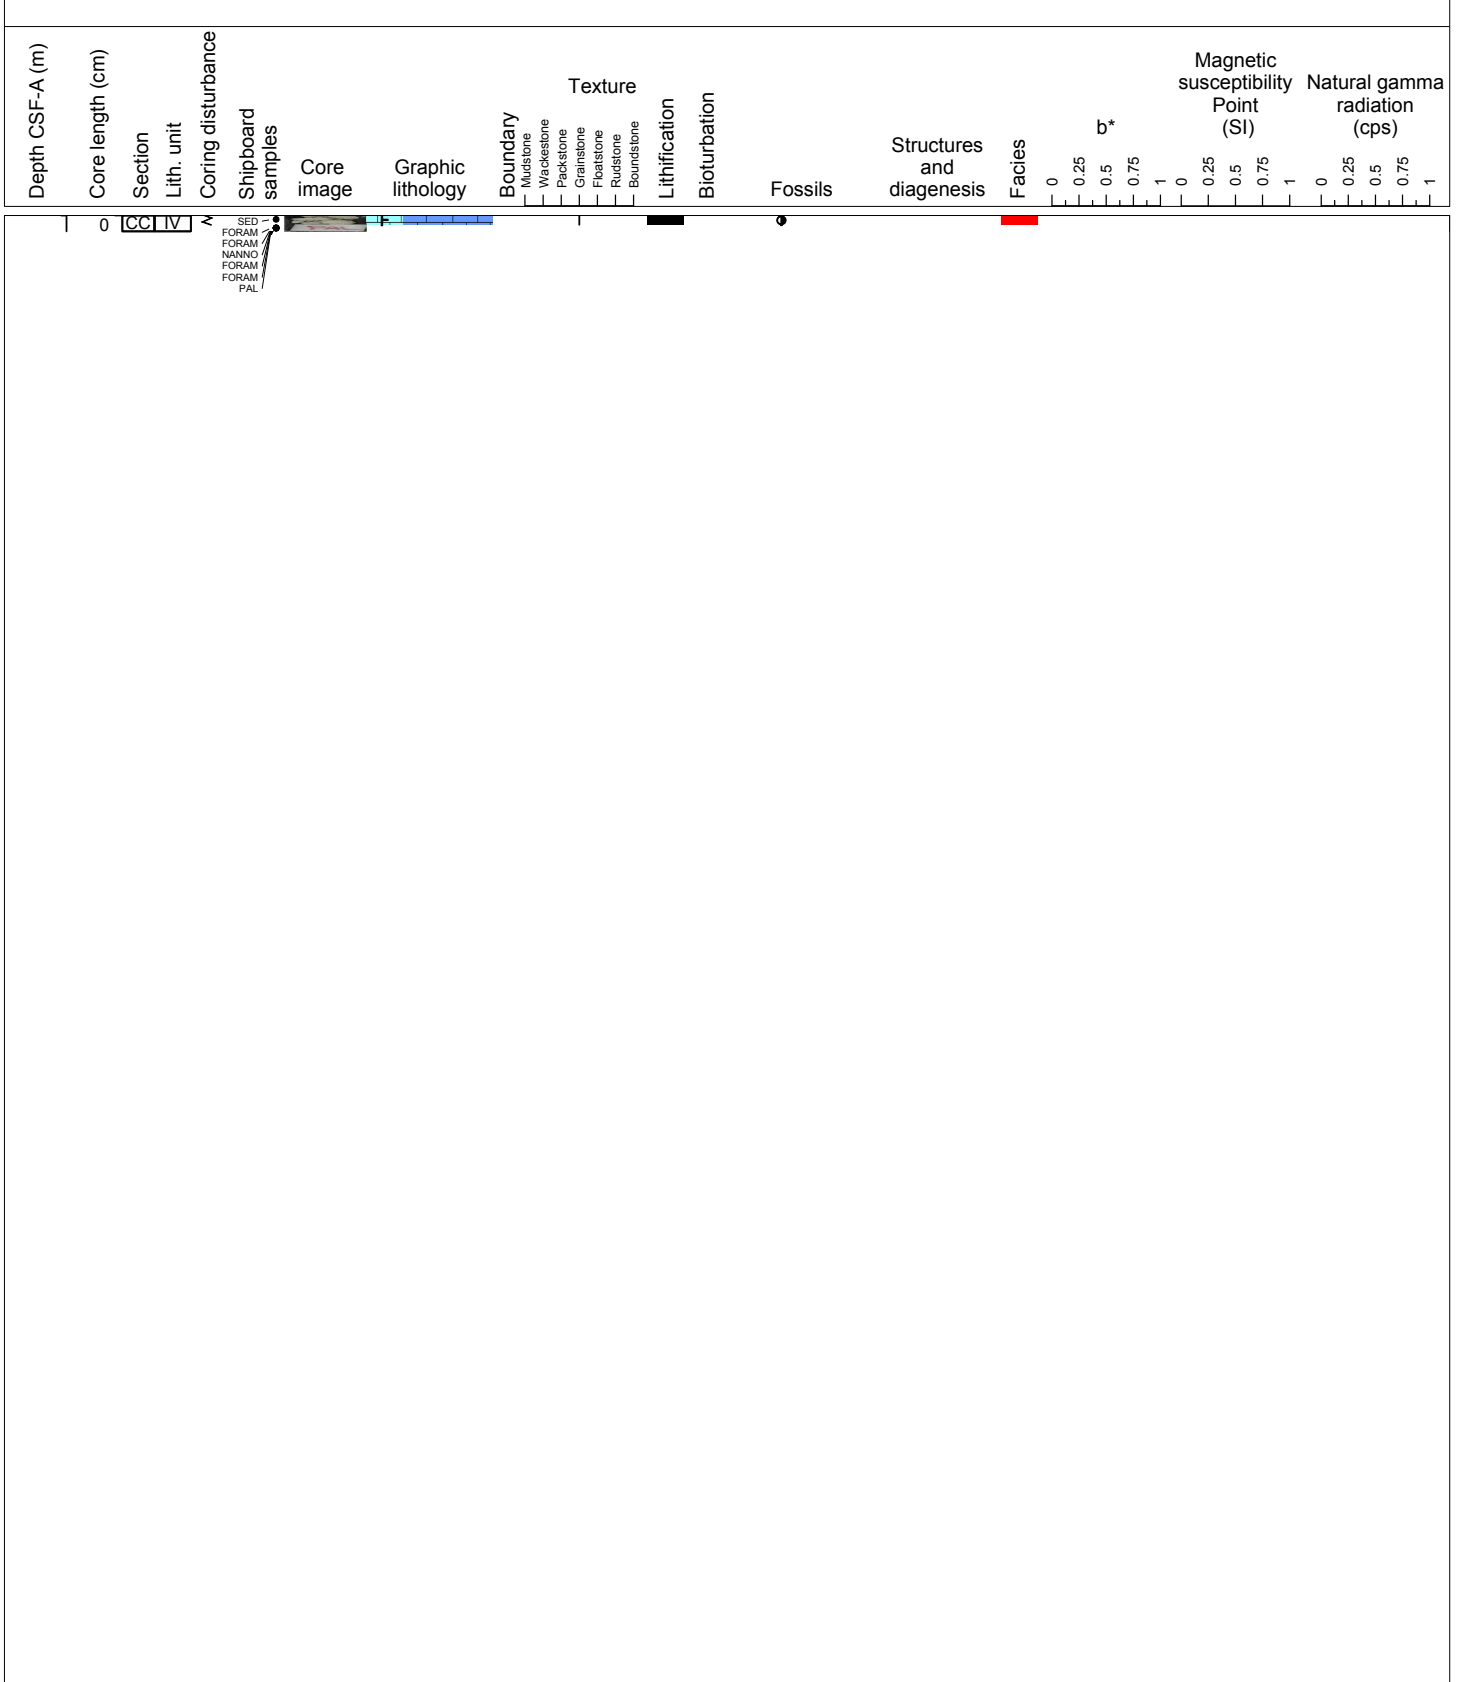 Depth CSF-A (m)
Core length (cm)
Section
Lith. unit
Coring disturbance
Shipboard
samples
Core
image
Graphic
lithology
Boundary
Texture
Mudstone
Wackestone
Packstone
Grainstone
Floatstone
Rudstone
Boundstone
Lithification
Bioturbation
Fossils
Structures
and
diagenesis
Facies
b*
0 0.25 0.5 0.75 1
Magnetic
susceptibility
Point
(SI)
0 0.25 0.5 0.75 1
Natural gamma
radiation
(cps)
0 0.25 0.5 0.75 1
0 CC IV
SED
FORAM
FORAM
NANNO
FORAM
FORAM
PAL